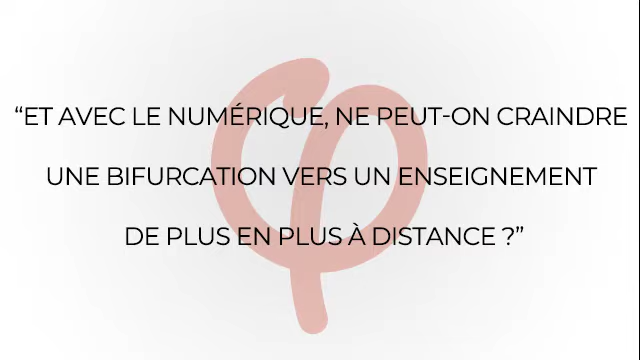 “ET AVEC LE NUMÉRIQUE, NE PEUT-ON CRAINDRE
UNE BIFURCATION VERS UN ENSEIGNEMENT
DE PLUS EN PLUS À DISTANCE ?”